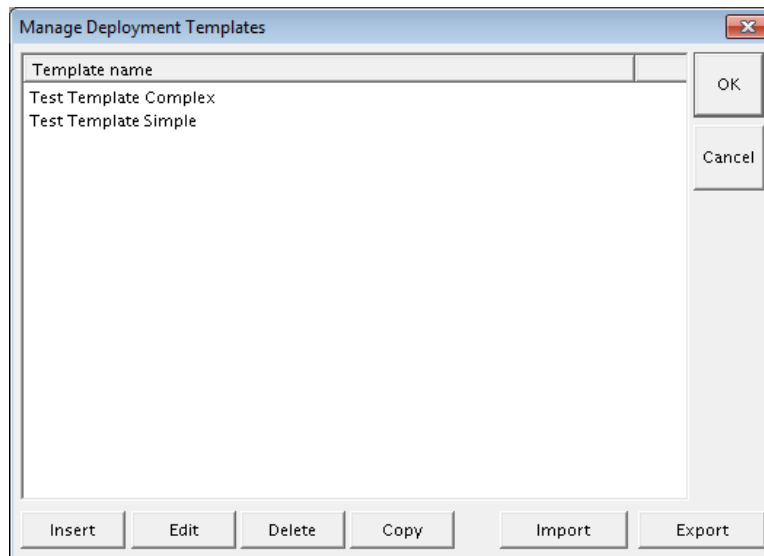 Manage Deployment Templates
Template name
OK
Test Template Complex
Test Template Simple
Cancel
Insert Edit Delete Copy Import Export